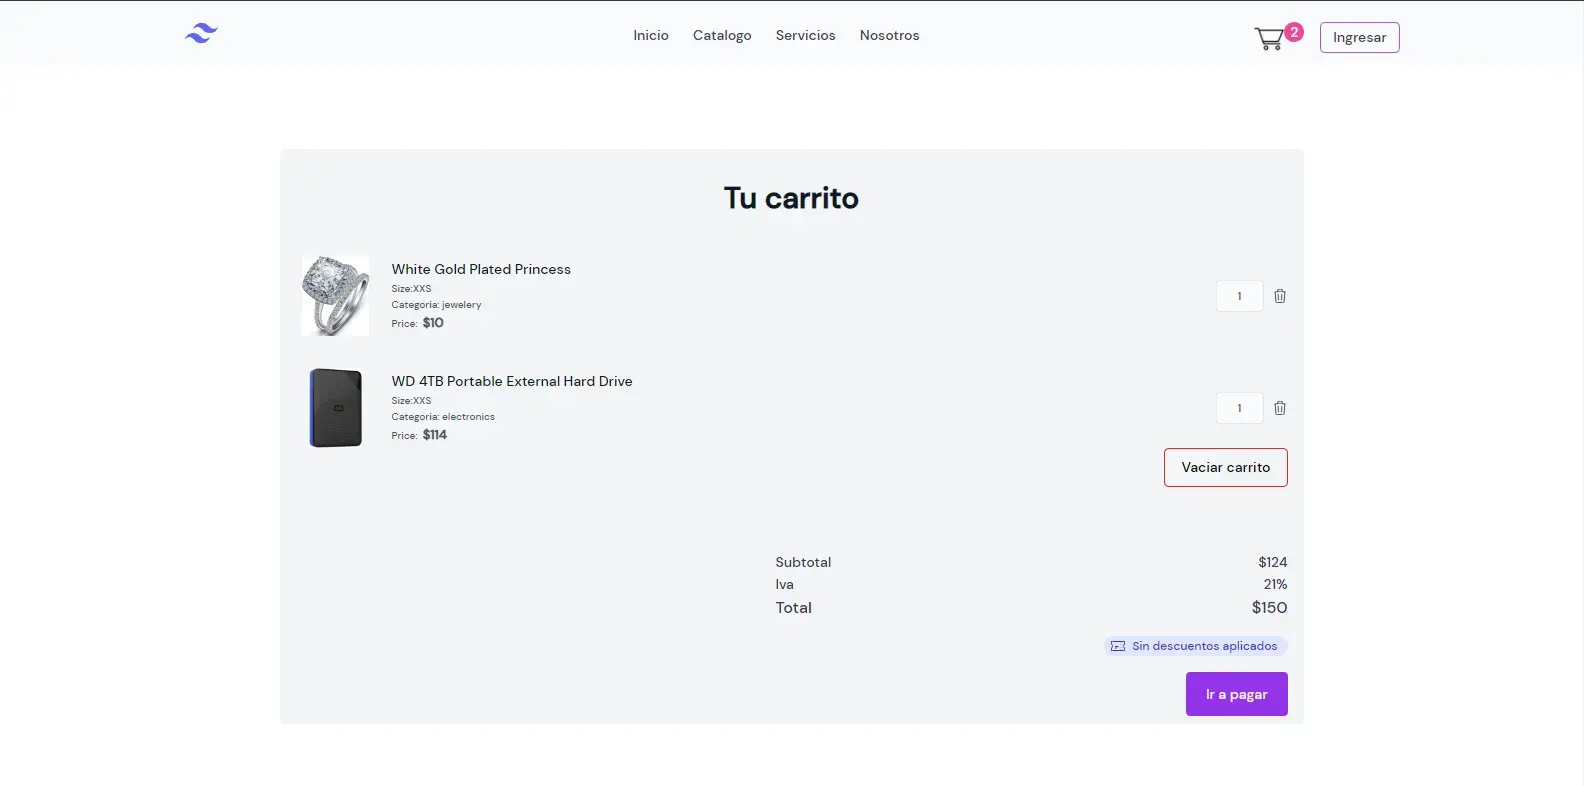 Inicio Catalogo Servicios Nosotros 2 Ingresar
Tu carrito
White Gold Plated Princess
Size:XXS
Categoria: jewelery
Price: $10
1
WD 4TB Portable External Hard Drive
Size:XXS
Categoria: electronics
Price: $114
1
Vaciar carrito
Subtotal $124
Iva 21%
Total $150
Sin descuentos aplicados
Ir a pagar